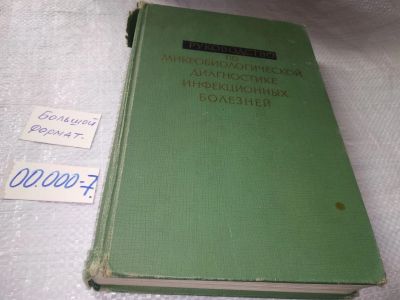 РУКОВОДСТВО
ПО
МИКРОБИОЛОГИЧЕСКОЙ
ДИАГНОСТИКЕ
ИНФЕКЦИОННЫХ
БОЛЕЗНЕЙ
Большой
формат.
00.000-7.